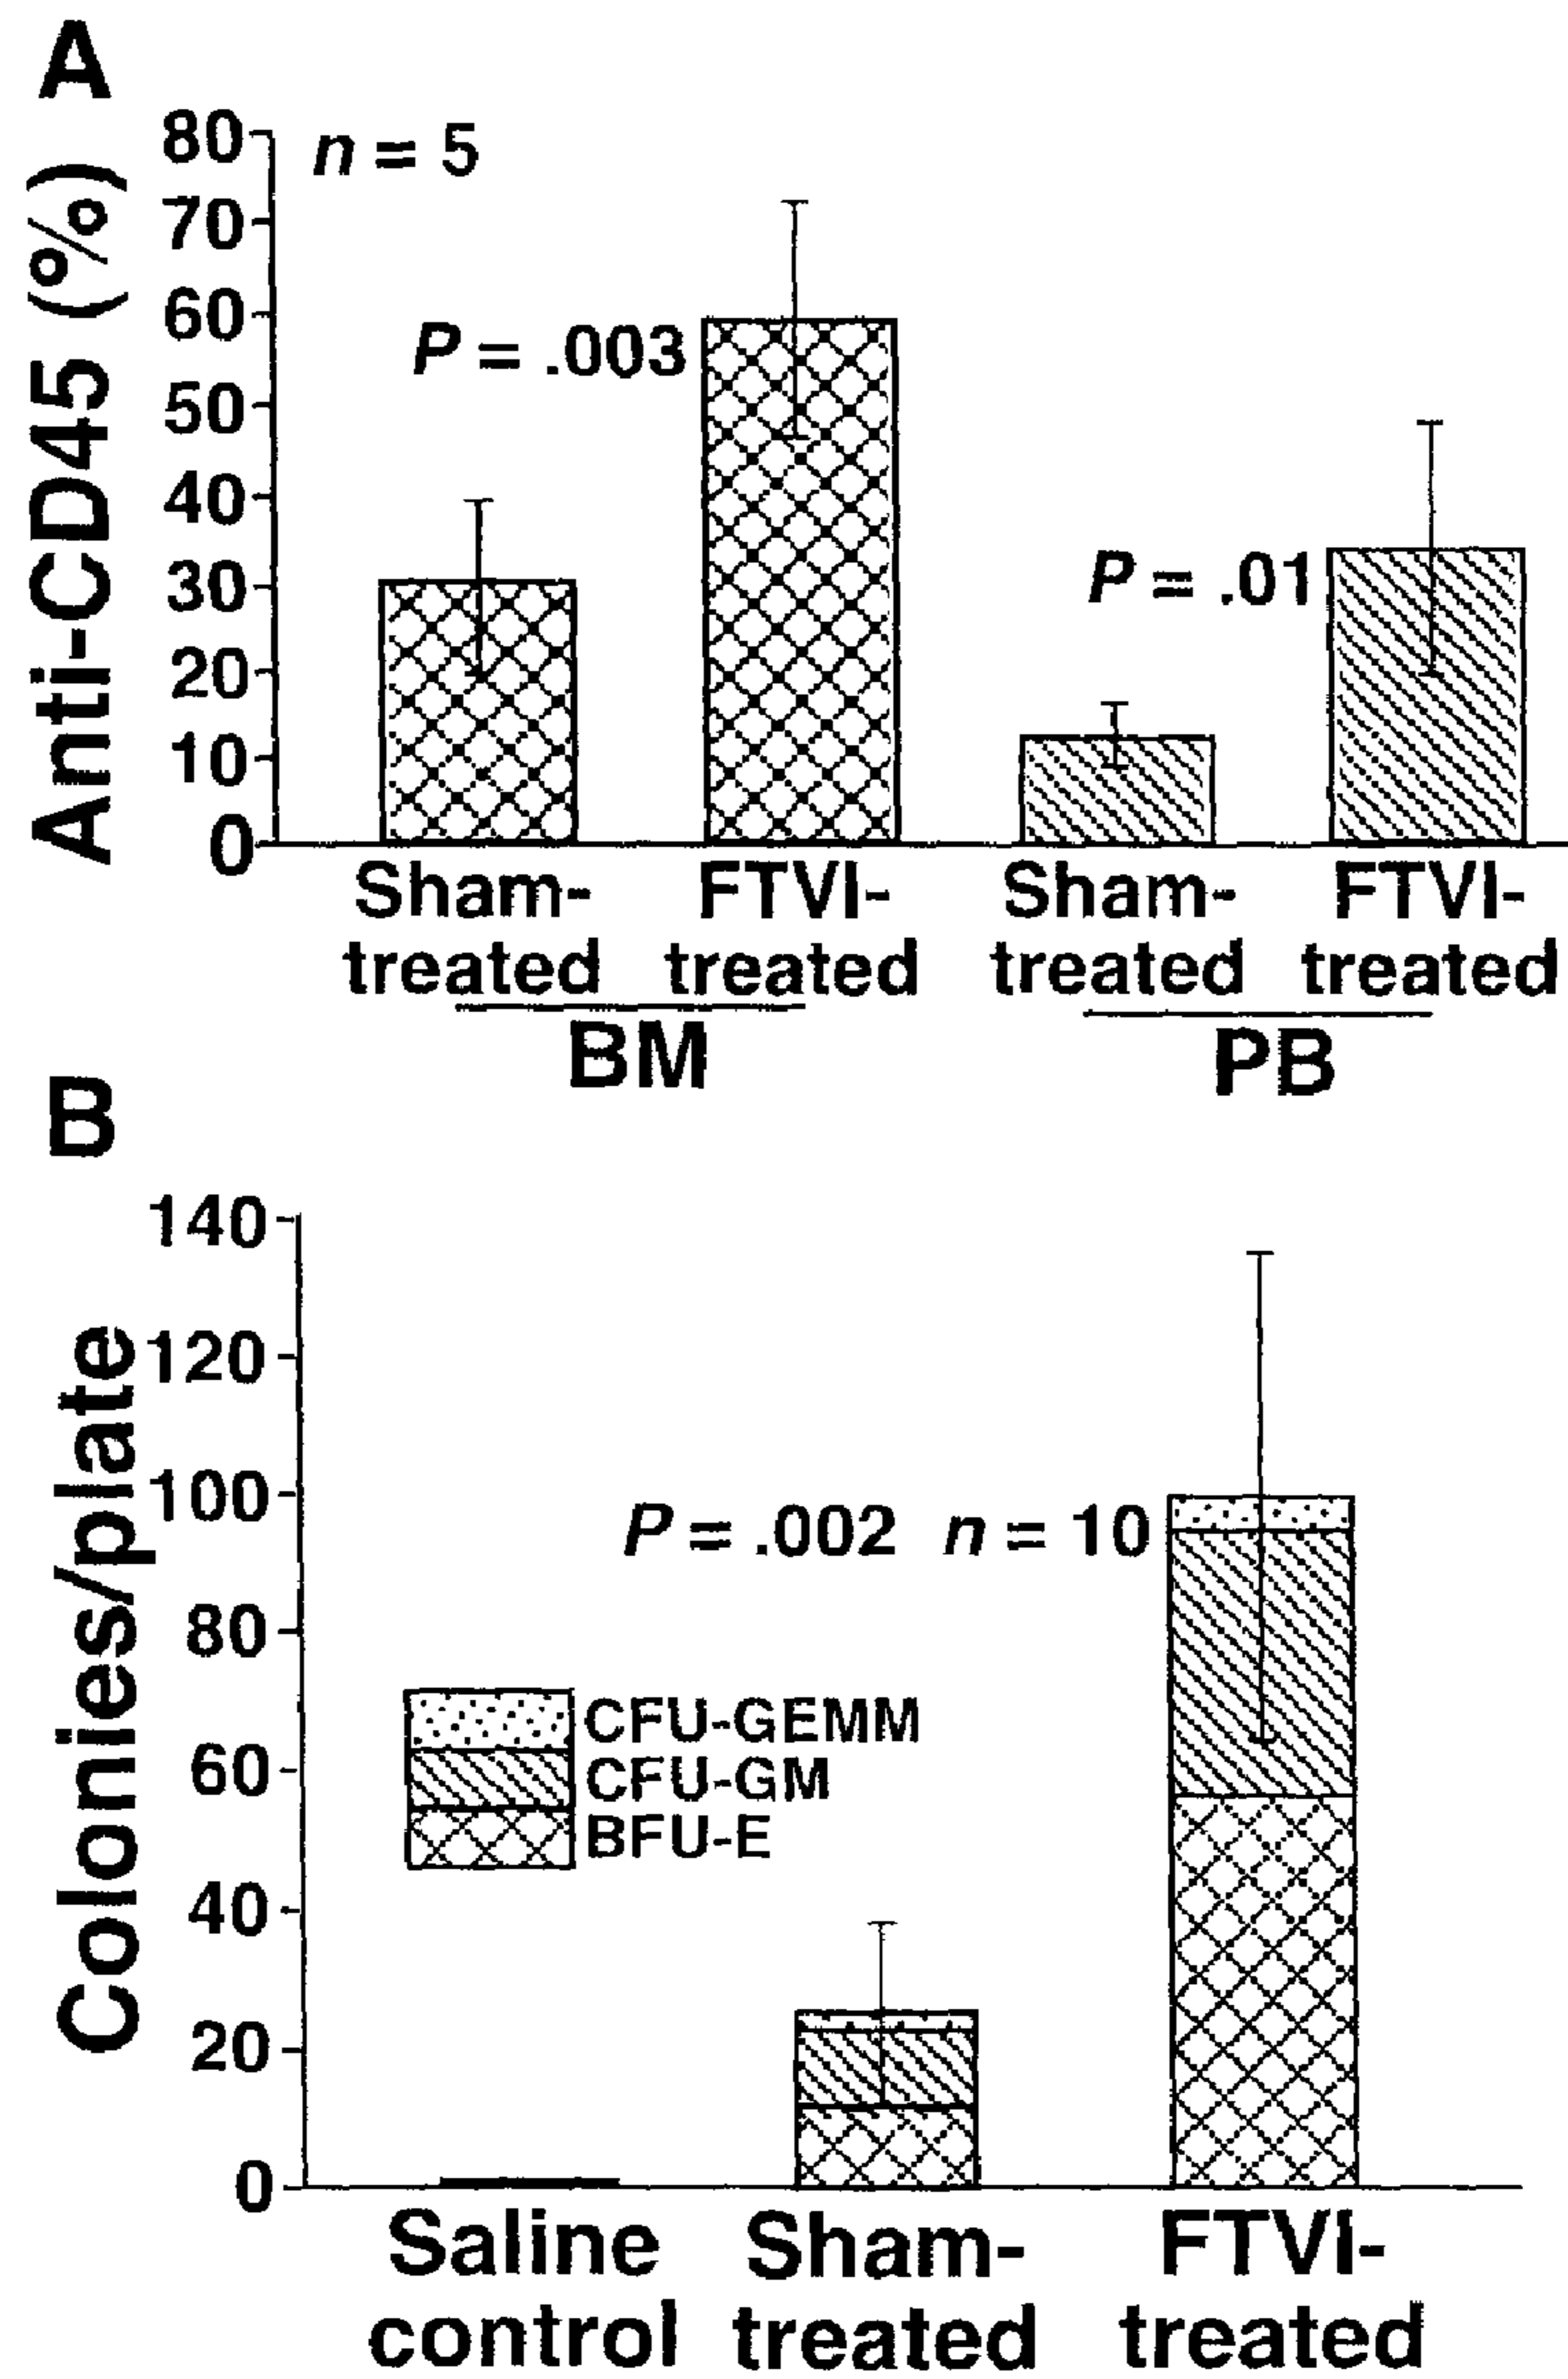 A
Anti-CD45 (%)
80
70
60
50
40
30
20
10
0
n = 5
P = .003
P = .01
Sham- FTVI- Sham- FTVI-
treated treated treated treated
BM PB
B
Colonies/plate
140
120
100
80
60
40
20
0
P = .002 n = 10
CFU-GEMM
CFU-GM
BFU-E
Saline Sham- FTVI-
control treated treated